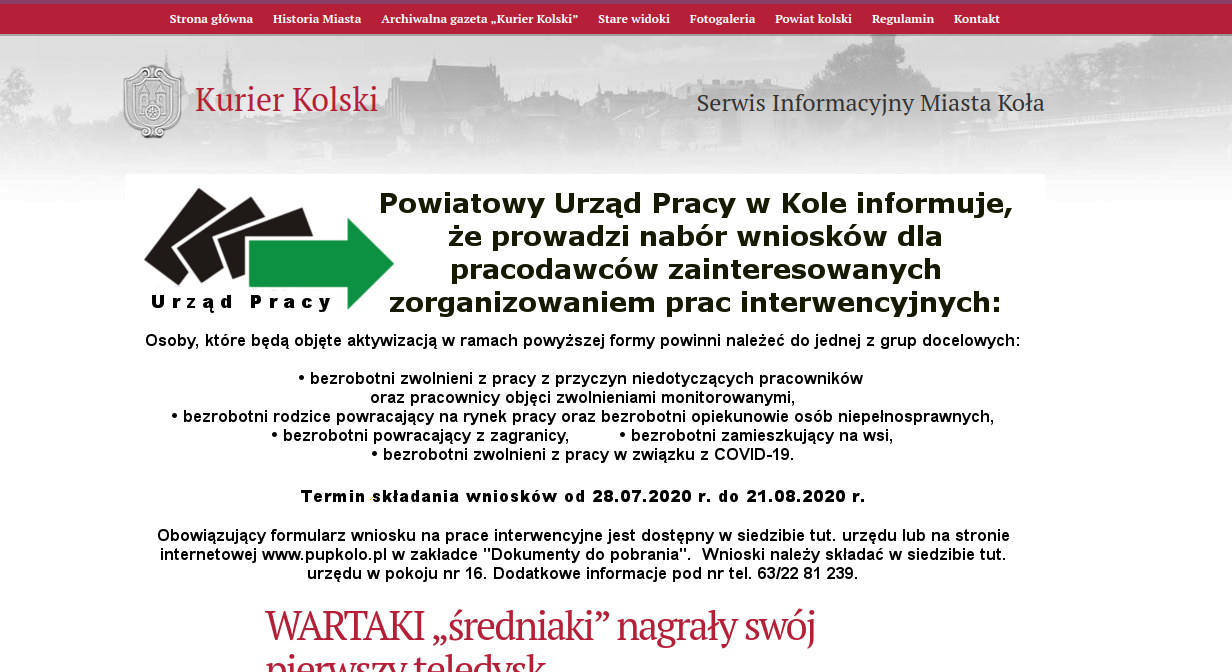 Strona główna Historia Miasta Archiwalna gazeta „Kurier Kolski” Stare widoki Fotogaleria Powiat kolski Regulamin Kontakt
Kurier Kolski
Serwis Informacyjny Miasta Koła
Powiatowy Urząd Pracy w Kole informuje,
że prowadzi nabór wniosków dla
pracodawców zainteresowanych
zorganizowaniem prac interwencyjnych:
Urząd Pracy
Osoby, które będą objęte aktywizacją w ramach powyższej formy powinni należeć do jednej z grup docelowych:
• bezrobotni zwolnieni z pracy z przyczyn niedotyczących pracowników
oraz pracownicy objęci zwolnieniami monitorowanymi,
• bezrobotni rodzice powracający na rynek pracy oraz bezrobotni opiekunowie osób niepełnosprawnych,
• bezrobotni powracający z zagranicy, • bezrobotni zamieszkujący na wsi,
• bezrobotni zwolnieni z pracy w związku z COVID-19.
Termin składania wniosków od 28.07.2020 r. do 21.08.2020 r.
Obowiązujący formularz wniosku na prace interwencyjne jest dostępny w siedzibie tut. urzędu lub na stronie
internetowej www.pupkolo.pl w zakładce "Dokumenty do pobrania". Wnioski należy składać w siedzibie tut.
urzędu w pokoju nr 16. Dodatkowe informacje pod nr tel. 63/22 81 239.
WARTAKI „średniaki” nagrały swój
pierwszy teledysk